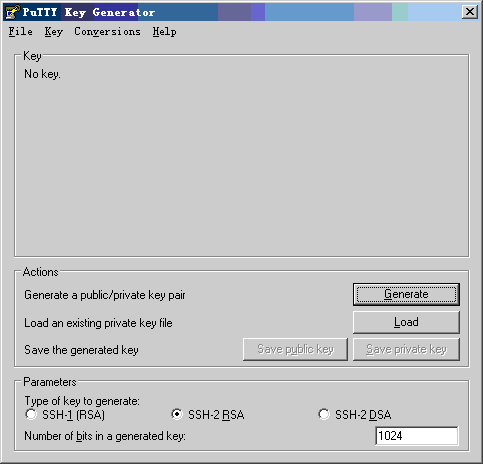 PuTTY Key Generator
File Key Conversions Help
Key
No key.
Actions
Generate a public/private key pair
Generate
Load an existing private key file
Load
Save the generated key
Save public key
Save private key
Parameters
Type of key to generate:
SSH-1 (RSA)
SSH-2 RSA
SSH-2 DSA
Number of bits in a generated key:
1024